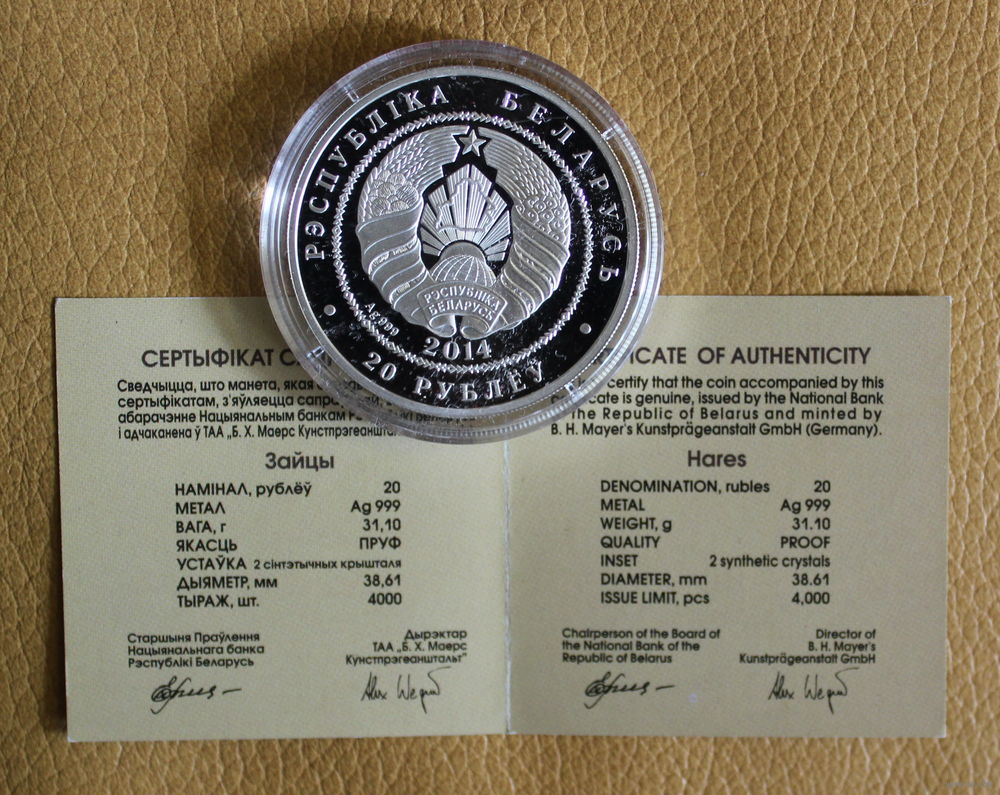 РЭСПУБЛІКА БЕЛАРУСЬ
РЭСПУБЛІКА
БЕЛАРУСЬ
Ag 999
2014
20 РУБЛЁЎ
СЕРТЫФІКАТ
Сведчыцца, што манета, якая
сертыфікатам, з'яўляецца
абарачэнне Нацыянальным банкам
і адчаканена ў ТАА „Б. Х. Маерс
Зайцы
НАМІНАЛ, рублёў 20
МЕТАЛ Ag 999
ВАГА, г 31,10
ЯКАСЦЬ ПРУФ
УСТАЎКА 2 сінтэтычных крышталя
ДЫЯМЕТР, мм 38,61
ТЫРАЖ, шт. 4000
Старшыня Праўлення
Нацыянальнага банка
Рэспублікі Беларусь
Дырэктар
ТАА „Б. Х. Маерс
Кунстпрэгеанштальт"
OF AUTHENTICITY
certify that the coin accompanied by this
is genuine, issued by the National Bank
the Republic of Belarus and minted by
B. H. Mayer's Kunstprägeanstalt GmbH (Germany).
Hares
DENOMINATION, rubles 20
METAL Ag 999
WEIGHT, g 31.10
QUALITY PROOF
INSET 2 synthetic crystals
DIAMETER, mm 38.61
ISSUE LIMIT, pcs 4,000
Chairperson of the Board of
the National Bank of the
Republic of Belarus
Director of
B. H. Mayer's
Kunstprägeanstalt GmbH